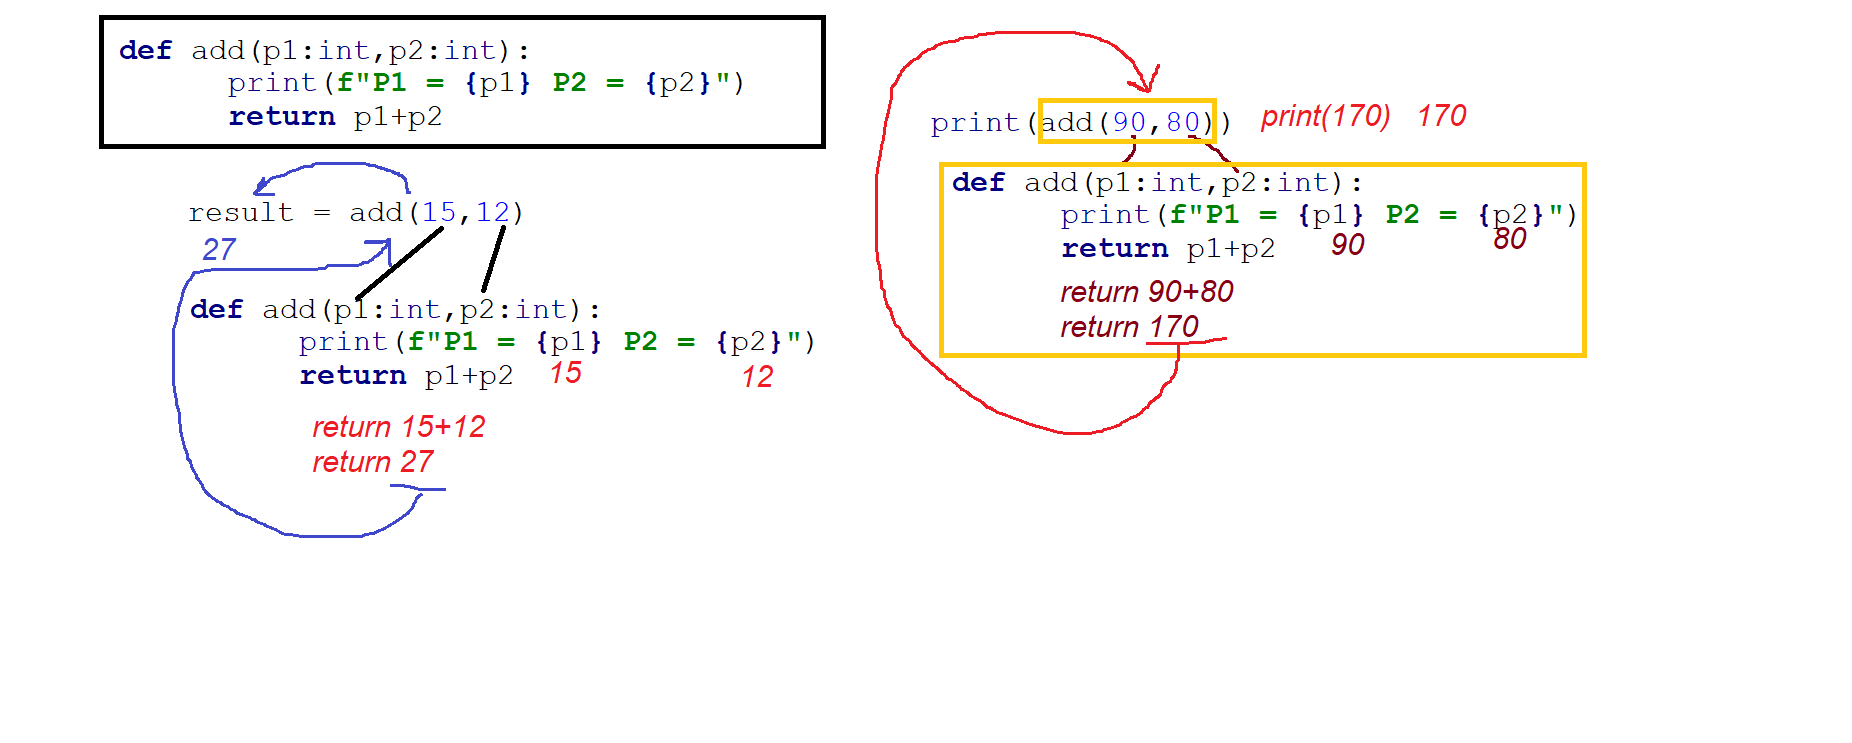 def add(p1:int,p2:int):
print(f"P1 = {p1} P2 = {p2}")
return p1+p2
result = add(15,12)
27
def add(p1:int,p2:int):
print(f"P1 = {p1} P2 = {p2}")
return p1+p2 15 12
return 15+12
return 27
print(add(90,80)) print(170) 170
def add(p1:int,p2:int):
print(f"P1 = {p1} P2 = {p2}")
return p1+p2 90 80
return 90+80
return 170